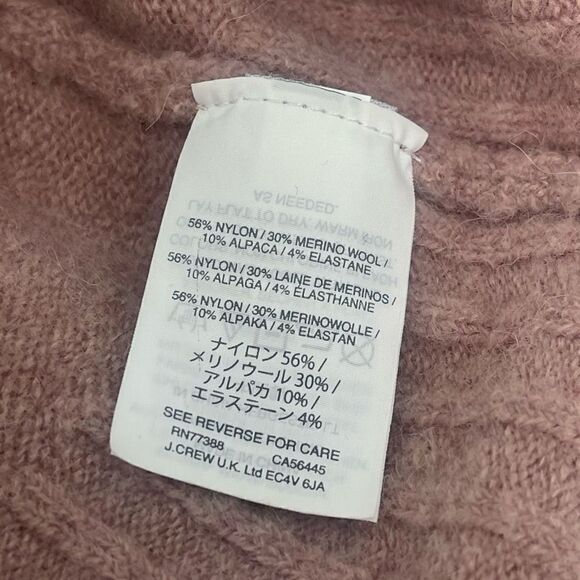 56% NYLON / 30% MERINO WOOL /
10% ALPACA / 4% ELASTANE
56% NYLON / 30% LAINE DE MERINOS /
10% ALPAGA / 4% ÉLASTHANNE
56% NYLON / 30% MERINOWOLLE /
10% ALPAKA / 4% ELASTAN
ナイロン 56% /
メリノウール 30% /
アルパカ 10% /
エラステーン 4%
SEE REVERSE FOR CARE
RN77388 CA56445
J.CREW U.K. Ltd EC4V 6JA